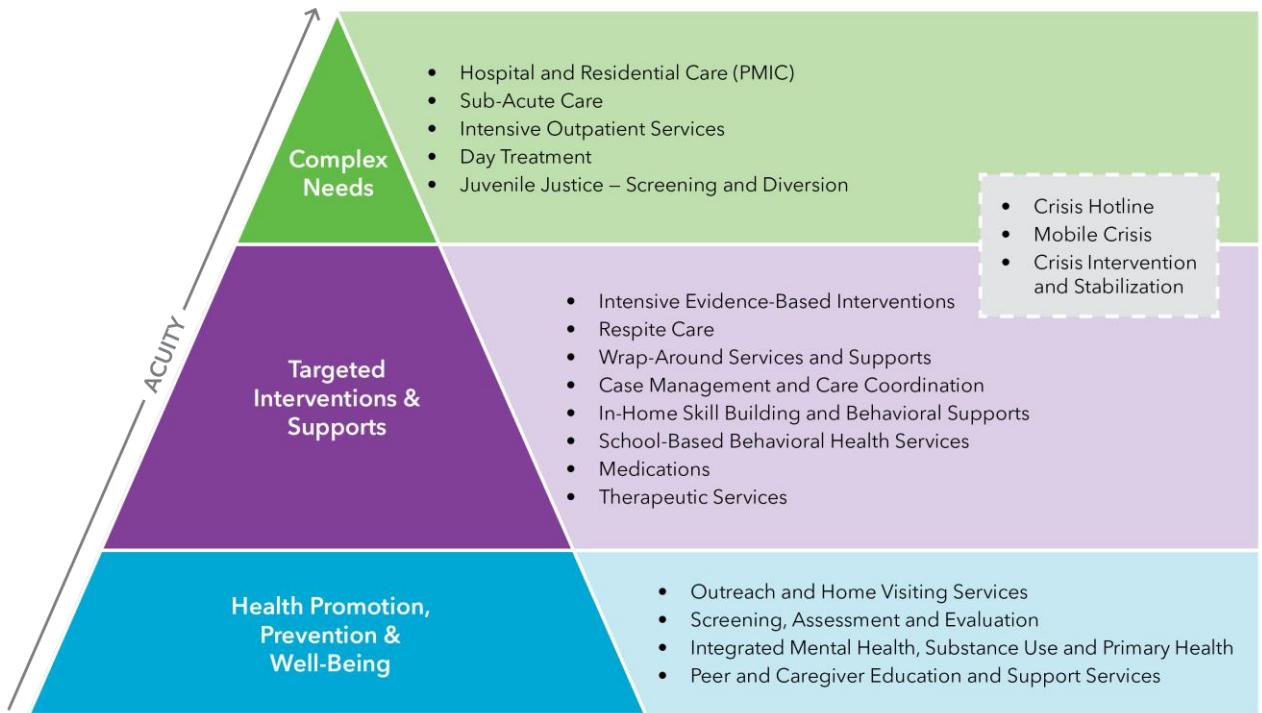 ACUITY
Complex
Needs
• Hospital and Residential Care (PMIC)
• Sub-Acute Care
• Intensive Outpatient Services
• Day Treatment
• Juvenile Justice – Screening and Diversion
• Crisis Hotline
• Mobile Crisis
• Crisis Intervention
and Stabilization
Targeted
Interventions &
Supports
• Intensive Evidence-Based Interventions
• Respite Care
• Wrap-Around Services and Supports
• Case Management and Care Coordination
• In-Home Skill Building and Behavioral Supports
• School-Based Behavioral Health Services
• Medications
• Therapeutic Services
Health Promotion,
Prevention &
Well-Being
• Outreach and Home Visiting Services
• Screening, Assessment and Evaluation
• Integrated Mental Health, Substance Use and Primary Health
• Peer and Caregiver Education and Support Services